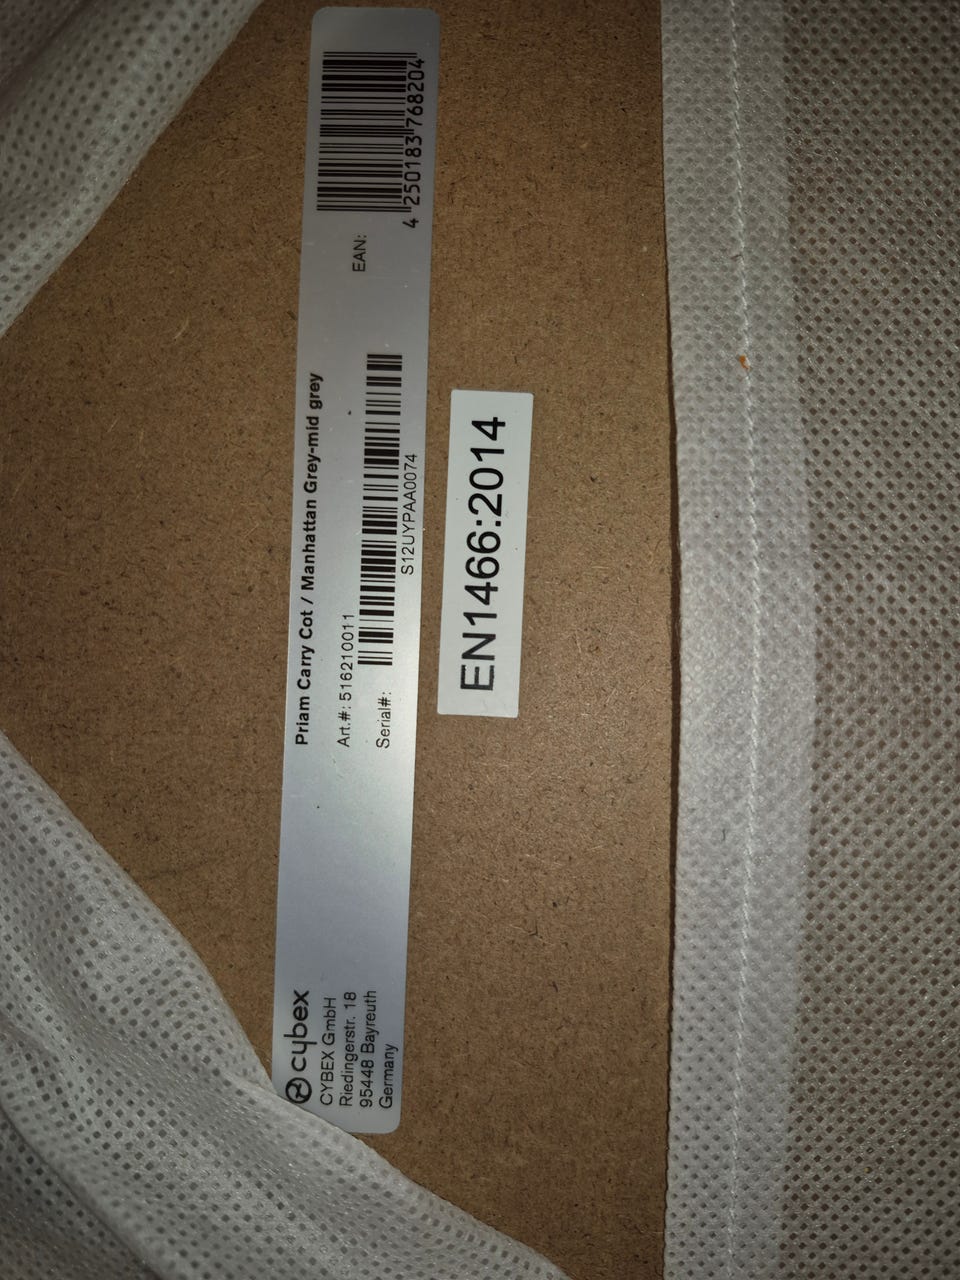 cybex
CYBEX GmbH
Riedingerstr. 18
95448 Bayreuth
Germany
Priam Carry Cot / Manhattan Grey-mid grey
Art.#: 516210011
Serial#:
S12UYPAA0074
EAN:
4 250183 768204
EN1466:2014